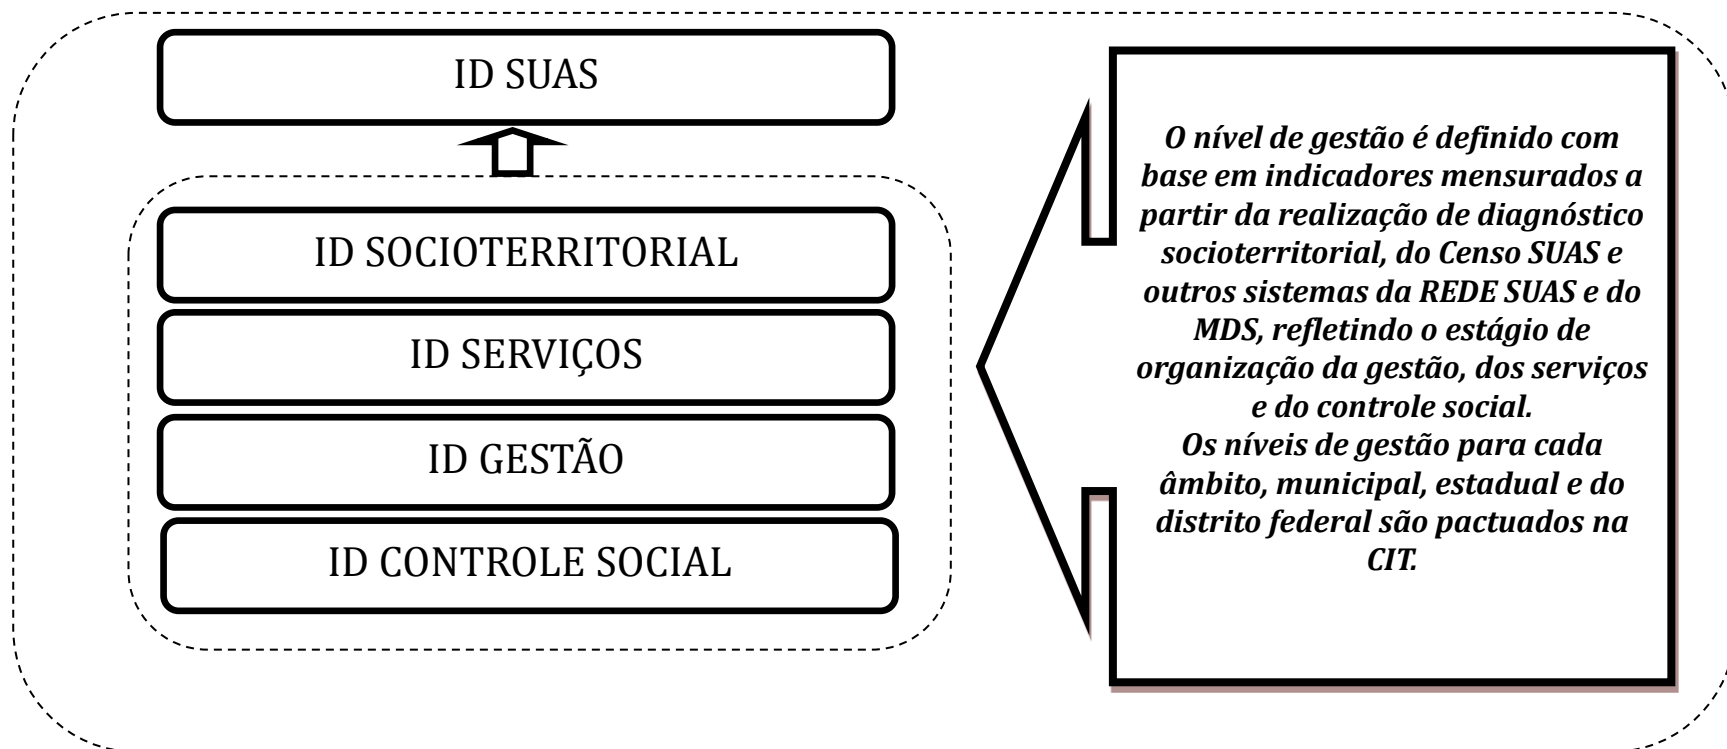 ID SUAS
ID SOCIOTERRITORIAL
ID SERVIÇOS
ID GESTÃO
ID CONTROLE SOCIAL
O nível de gestão é definido com
base em indicadores mensurados a
partir da realização de diagnóstico
socioterritorial, do Censo SUAS e
outros sistemas da REDE SUAS e do
MDS, refletindo o estágio de
organização da gestão, dos serviços
e do controle social.
Os níveis de gestão para cada
âmbito, municipal, estadual e do
distrito federal são pactuados na
CIT.